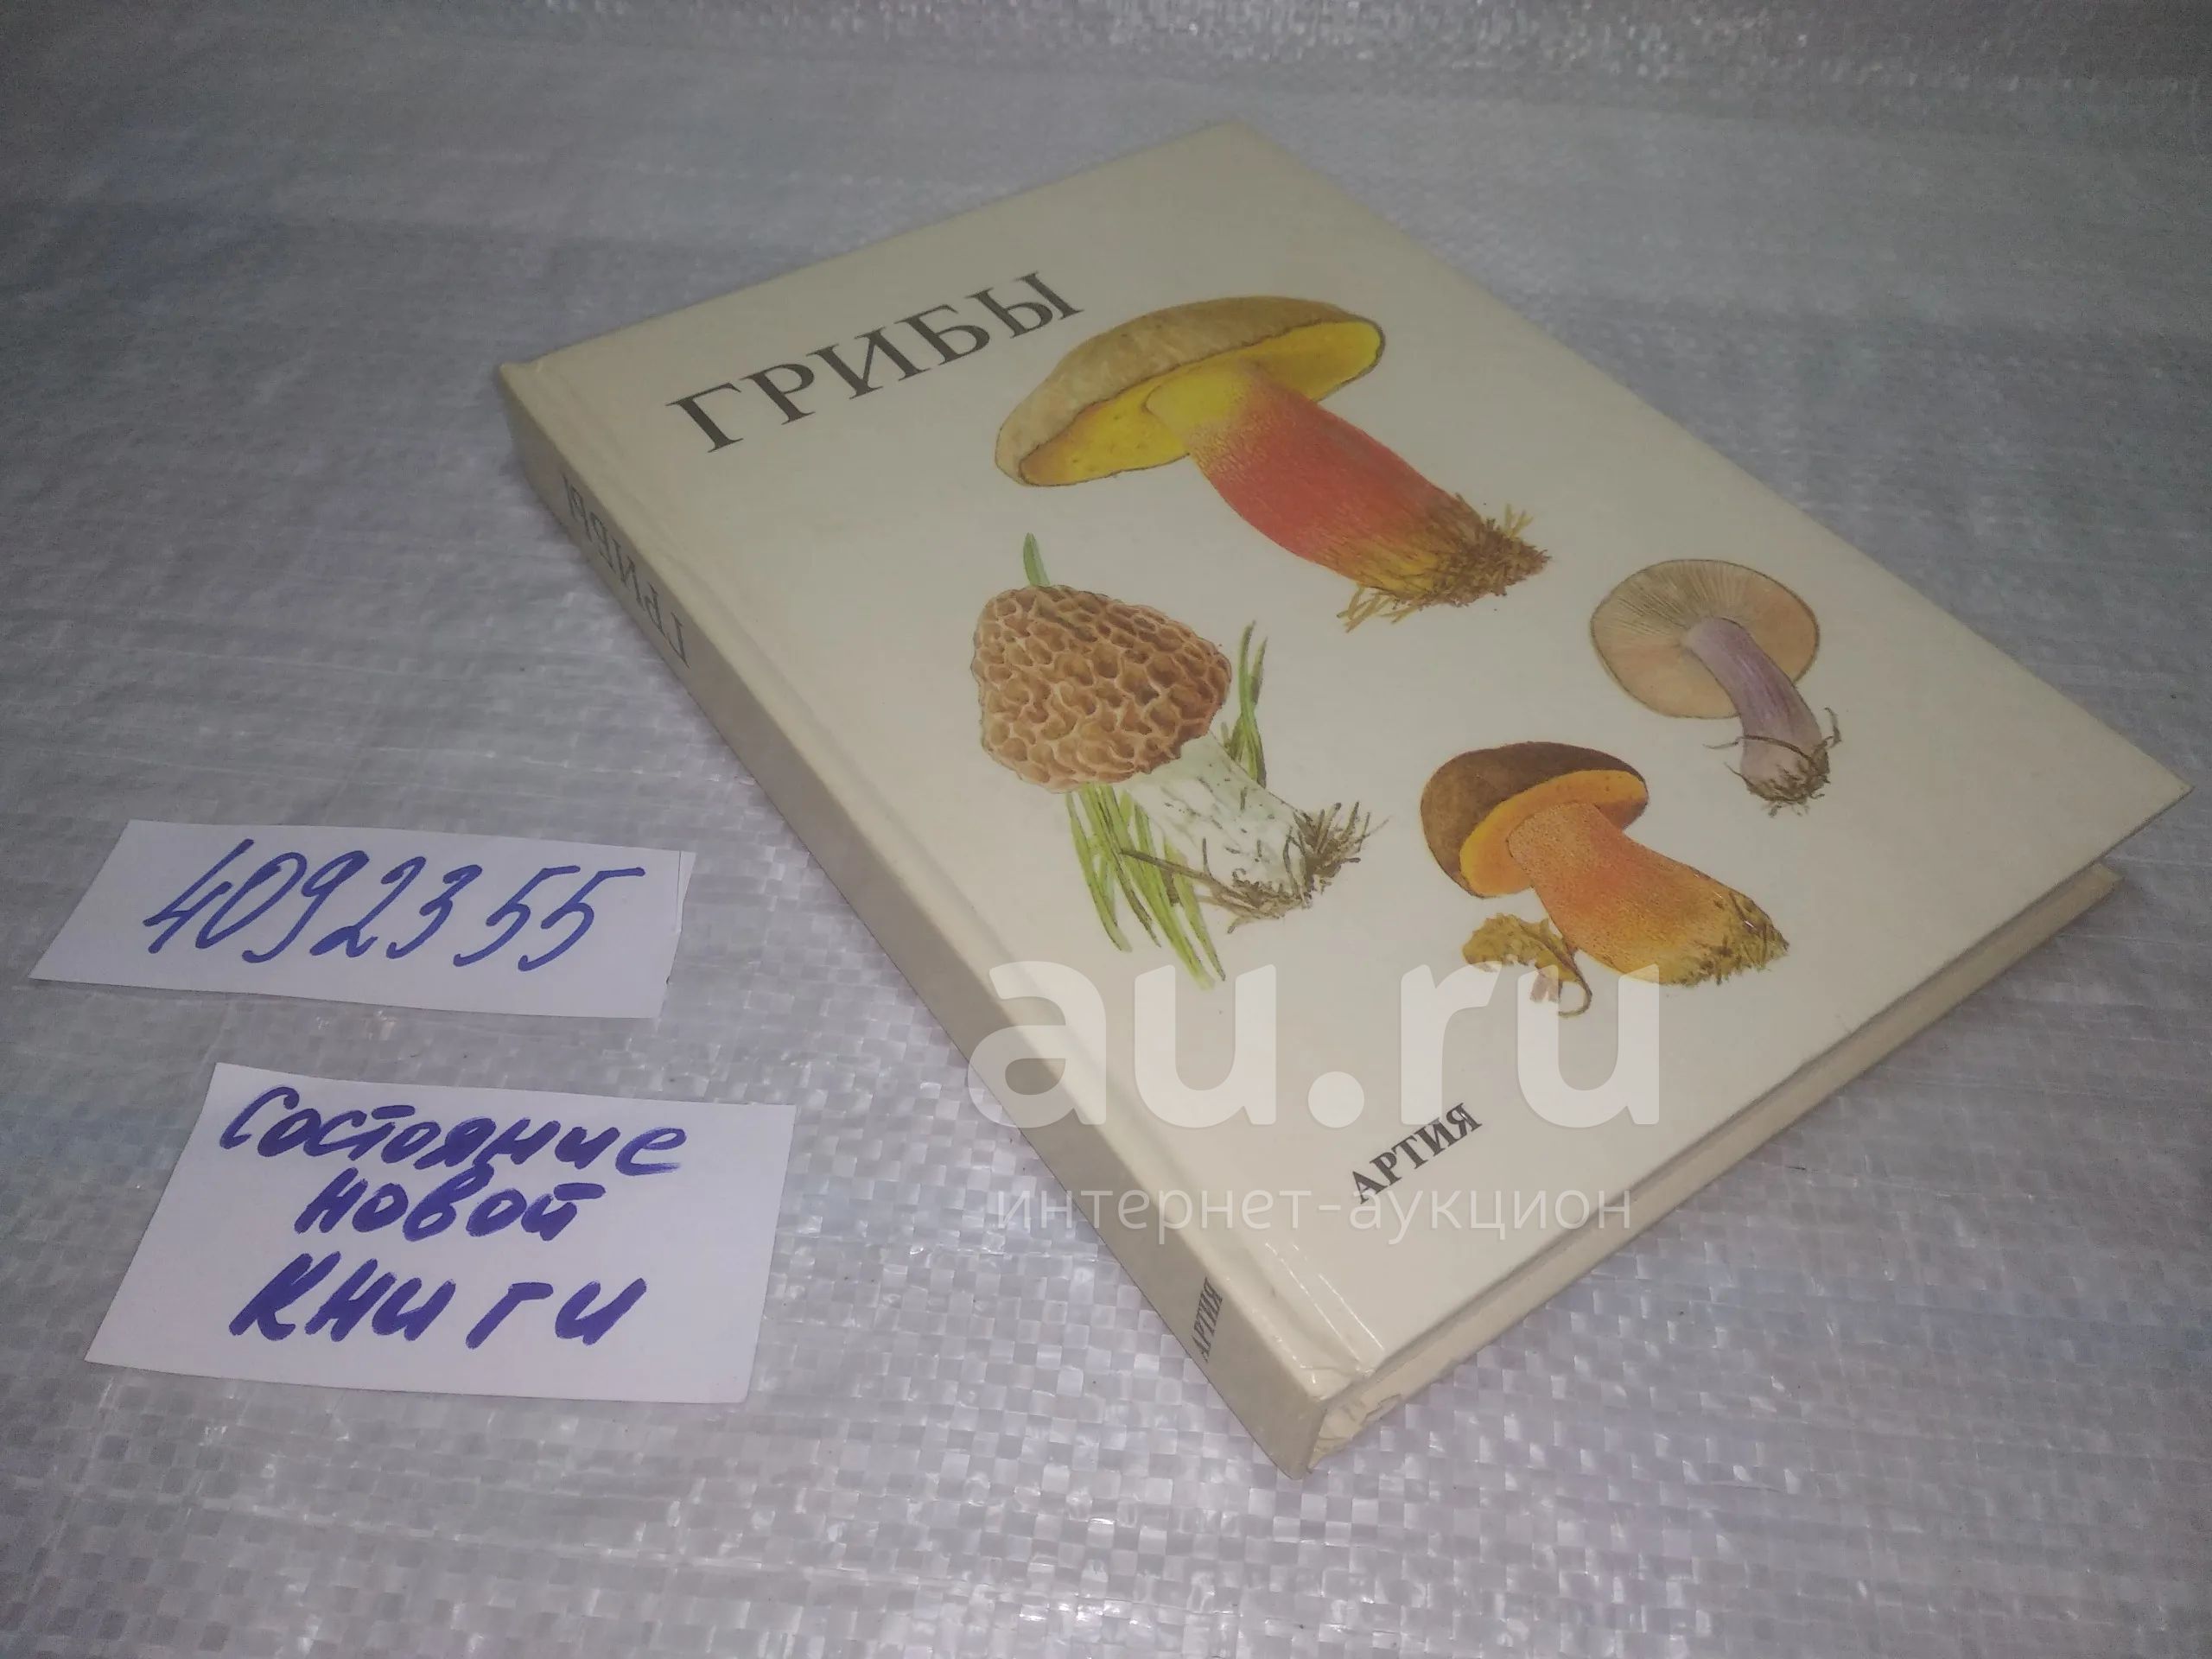 ГРИБЫ
ГРИБЫ
4092355
Состояние
новой
книги
au.ru
АРТИЯ
интернет-аукцион
АРТИЯ